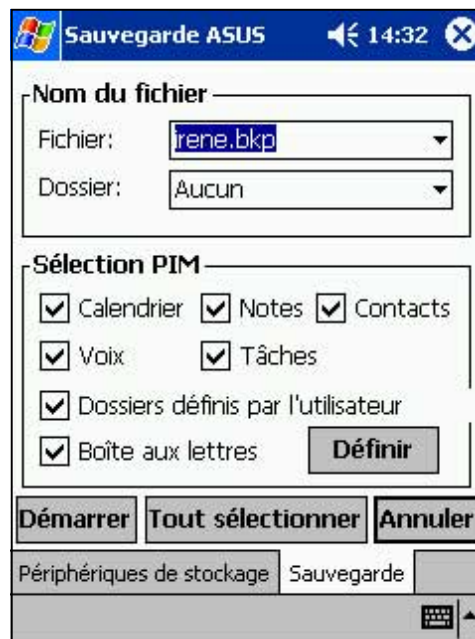 Sauvegarde ASUS 14:32
Nom du fichier
Fichier: irene.bkp
Dossier: Aucun
Sélection PIM
Calendrier Notes Contacts
Voix Tâches
Dossiers définis par l'utilisateur
Boîte aux lettres Définir
Démarrer Tout sélectionner Annuler
Périphériques de stockage Sauvegarde